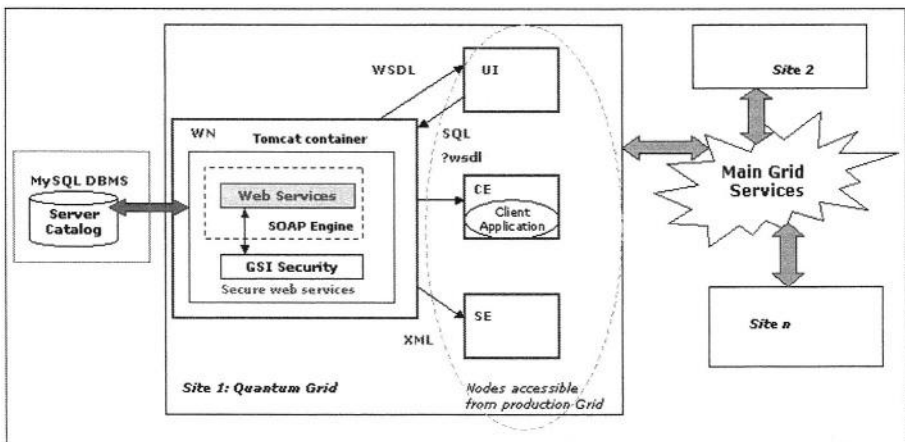 MySQL DBMS
Server
Catalog
WN
Tomcat container
Web Services
SOAP Engine
GSI Security
Secure web services
WSDL
UI
SQL
?wsdl
CE
Client
Application
SE
XML
Site 1: Quantum Grid
Nodes accessible
from production Grid
Site 2
Main Grid
Services
Site n